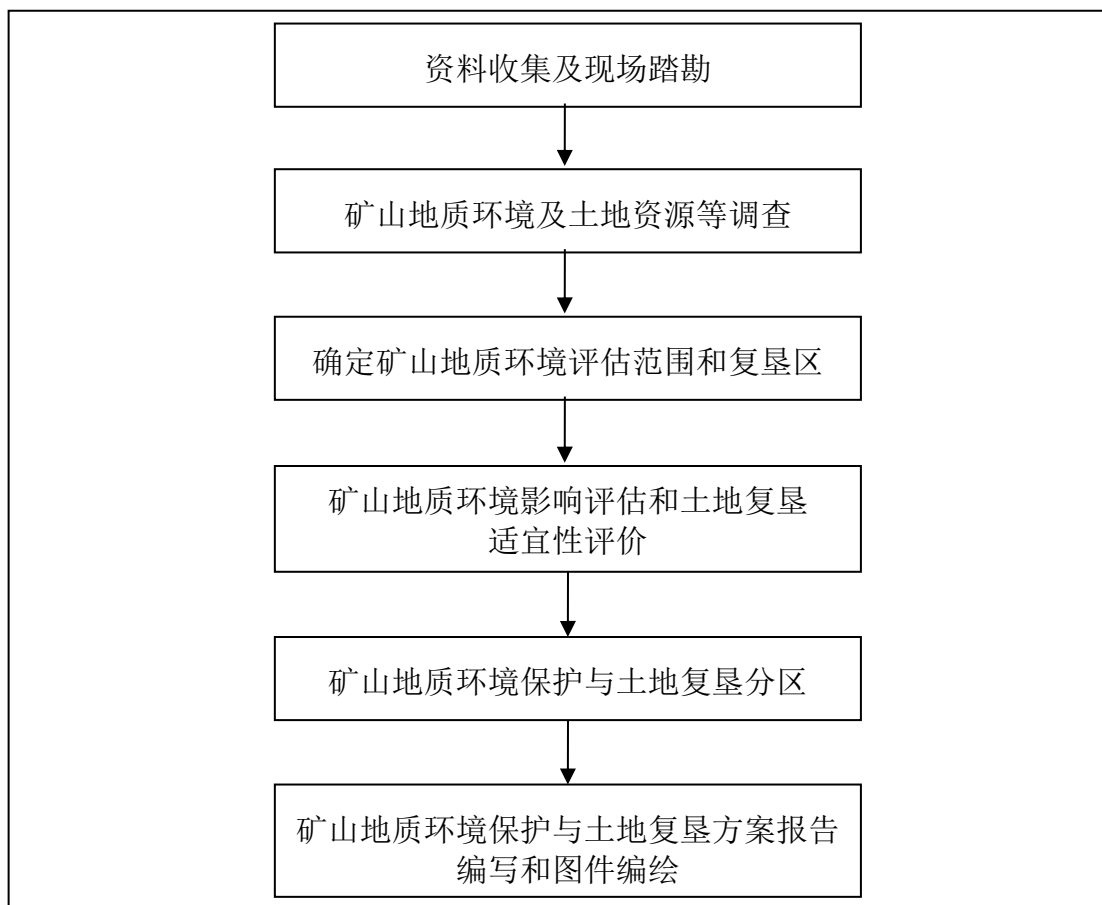 资料收集及现场踏勘
矿山地质环境及土地资源等调查
确定矿山地质环境评估范围和复垦区
矿山地质环境影响评估和土地复垦
适宜性评价
矿山地质环境保护与土地复垦分区
矿山地质环境保护与土地复垦方案报告
编写和图件编绘